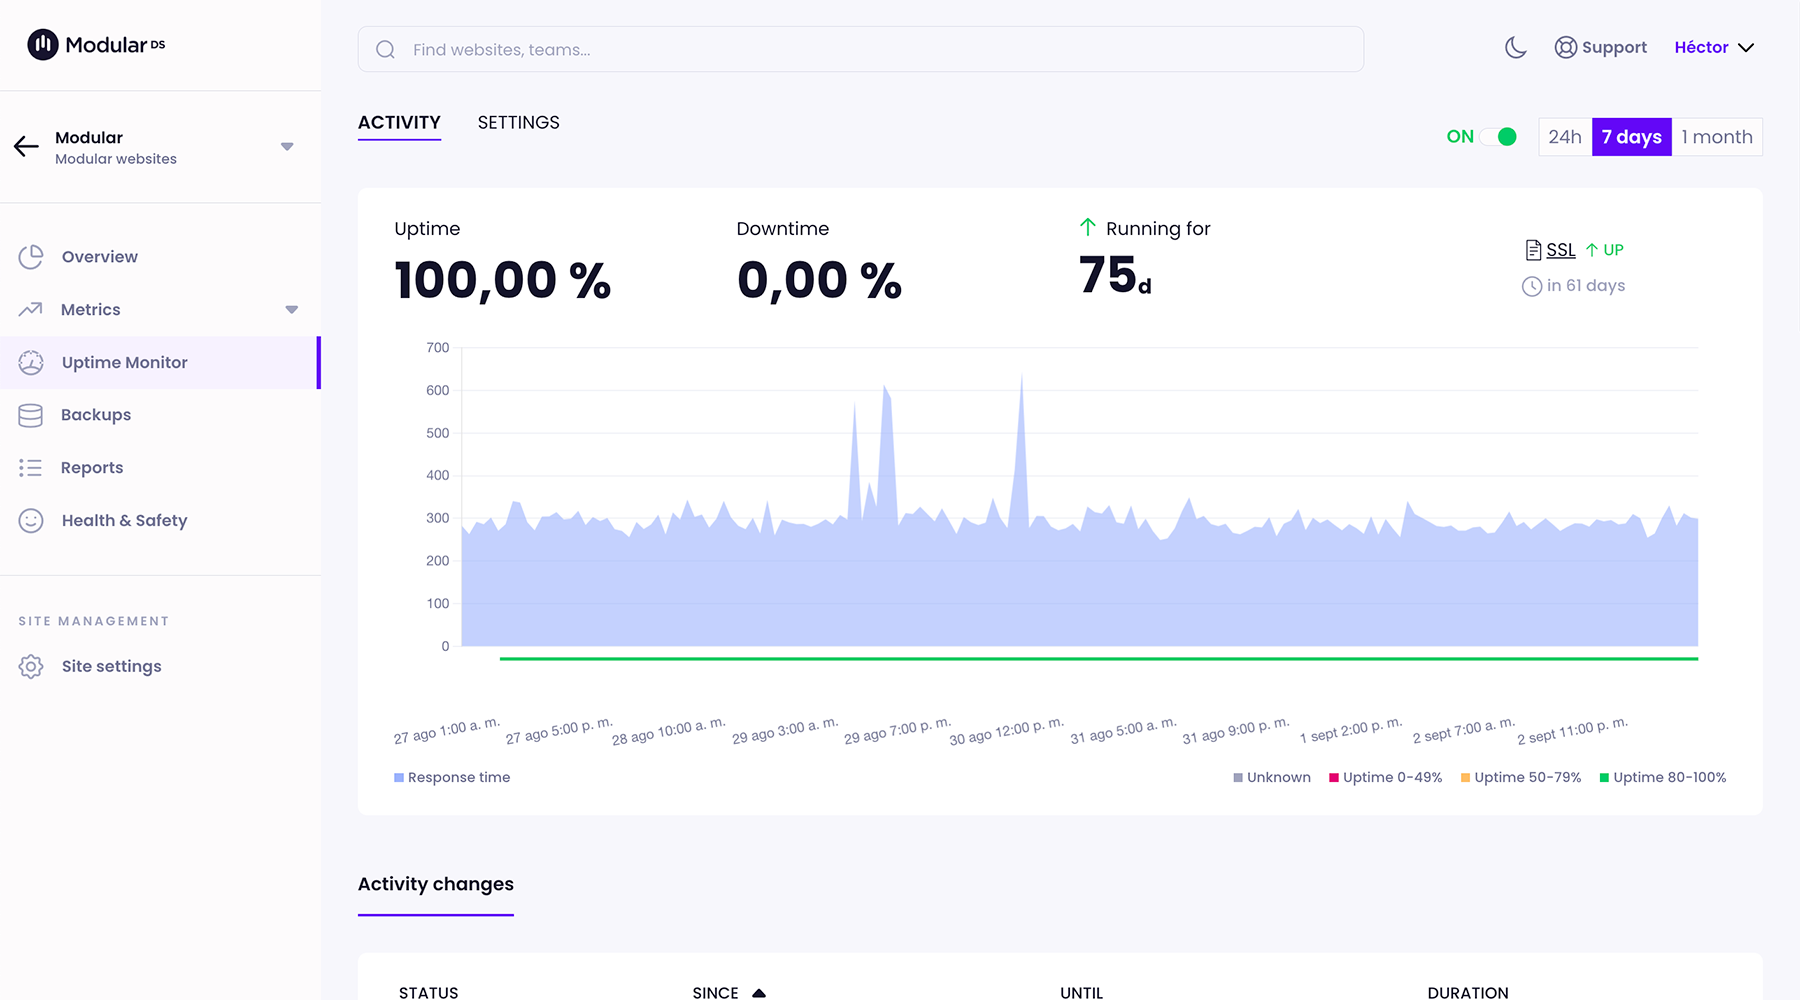 Modular DS
Find websites, teams...
Support
Héctor
Modular
Modular websites
ACTIVITY
SETTINGS
ON
24h
7 days
1 month
Overview
Metrics
Uptime Monitor
Backups
Reports
Health & Safety
SITE MANAGEMENT
Site settings
Uptime
100,00 %
Downtime
0,00 %
Running for
75d
SSL
UP
in 61 days
700
600
500
400
300
200
100
0
27 ago 1:00 a. m.
27 ago 5:00 p. m.
28 ago 10:00 a. m.
29 ago 3:00 a. m.
29 ago 7:00 p. m.
30 ago 12:00 p. m.
31 ago 5:00 a. m.
31 ago 9:00 p. m.
1 sept 2:00 p. m.
2 sept 7:00 a. m.
2 sept 11:00 p. m.
Response time
Unknown
Uptime 0-49%
Uptime 50-79%
Uptime 80-100%
Activity changes
STATUS
SINCE
UNTIL
DURATION